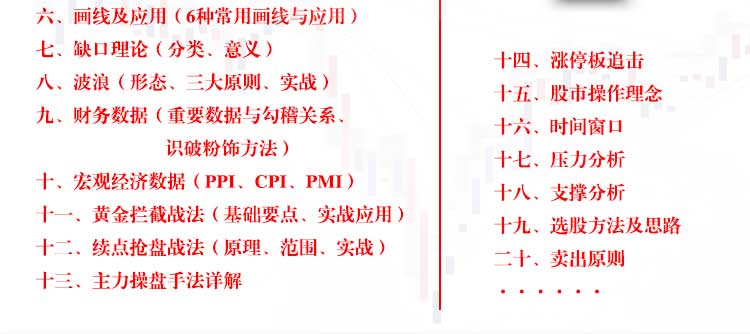 六、画线及应用（6种常用画线与应用）
七、缺口理论（分类、意义）
八、波浪（形态、三大原则、实战）
九、财务数据（重要数据与勾稽关系、
识破粉饰方法）
十、宏观经济数据（PPI、CPI、PMI）
十一、黄金拦截战法（基础要点、实战应用）
十二、续点抢盘战法（原理、范围、实战）
十三、主力操盘手法详解
十四、涨停板追击
十五、股市操作理念
十六、时间窗口
十七、压力分析
十八、支撑分析
十九、选股方法及思路
二十、卖出原则
······